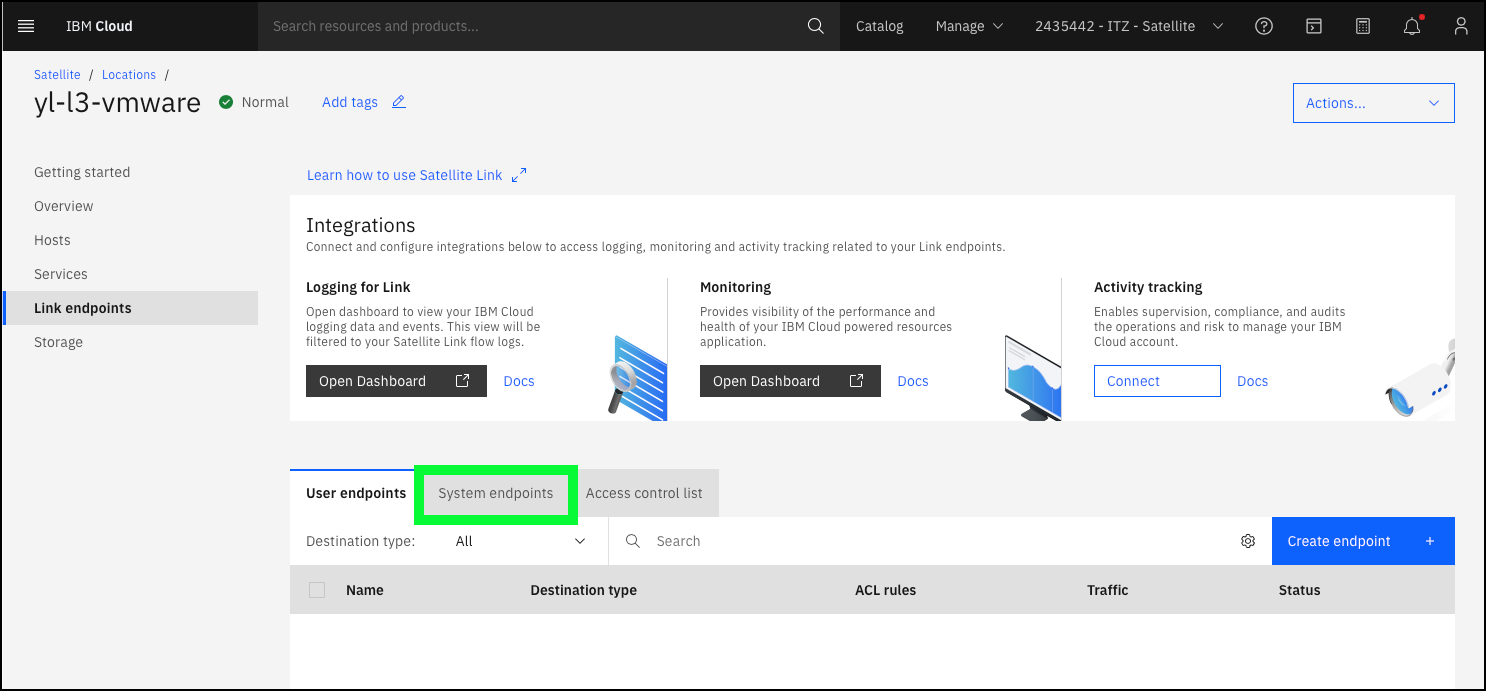 IBM Cloud
Search resources and products...
Catalog
Manage
2435442 - ITZ - Satellite
Satellite / Locations /
yl-l3-vmware
Normal
Add tags
Actions...
Getting started
Overview
Hosts
Services
Link endpoints
Storage
Learn how to use Satellite Link
Integrations
Connect and configure integrations below to access logging, monitoring and activity tracking related to your Link endpoints.
Logging for Link
Open dashboard to view your IBM Cloud
logging data and events. This view will be
filtered to your Satellite Link flow logs.
Open Dashboard
Docs
Monitoring
Provides visibility of the performance and
health of your IBM Cloud powered resources
application.
Open Dashboard
Docs
Activity tracking
Enables supervision, compliance, and audits
the operations and risk to manage your IBM
Cloud account.
Connect
Docs
User endpoints
System endpoints
Access control list
Destination type:
All
Search
Create endpoint +
Name
Destination type
ACL rules
Traffic
Status